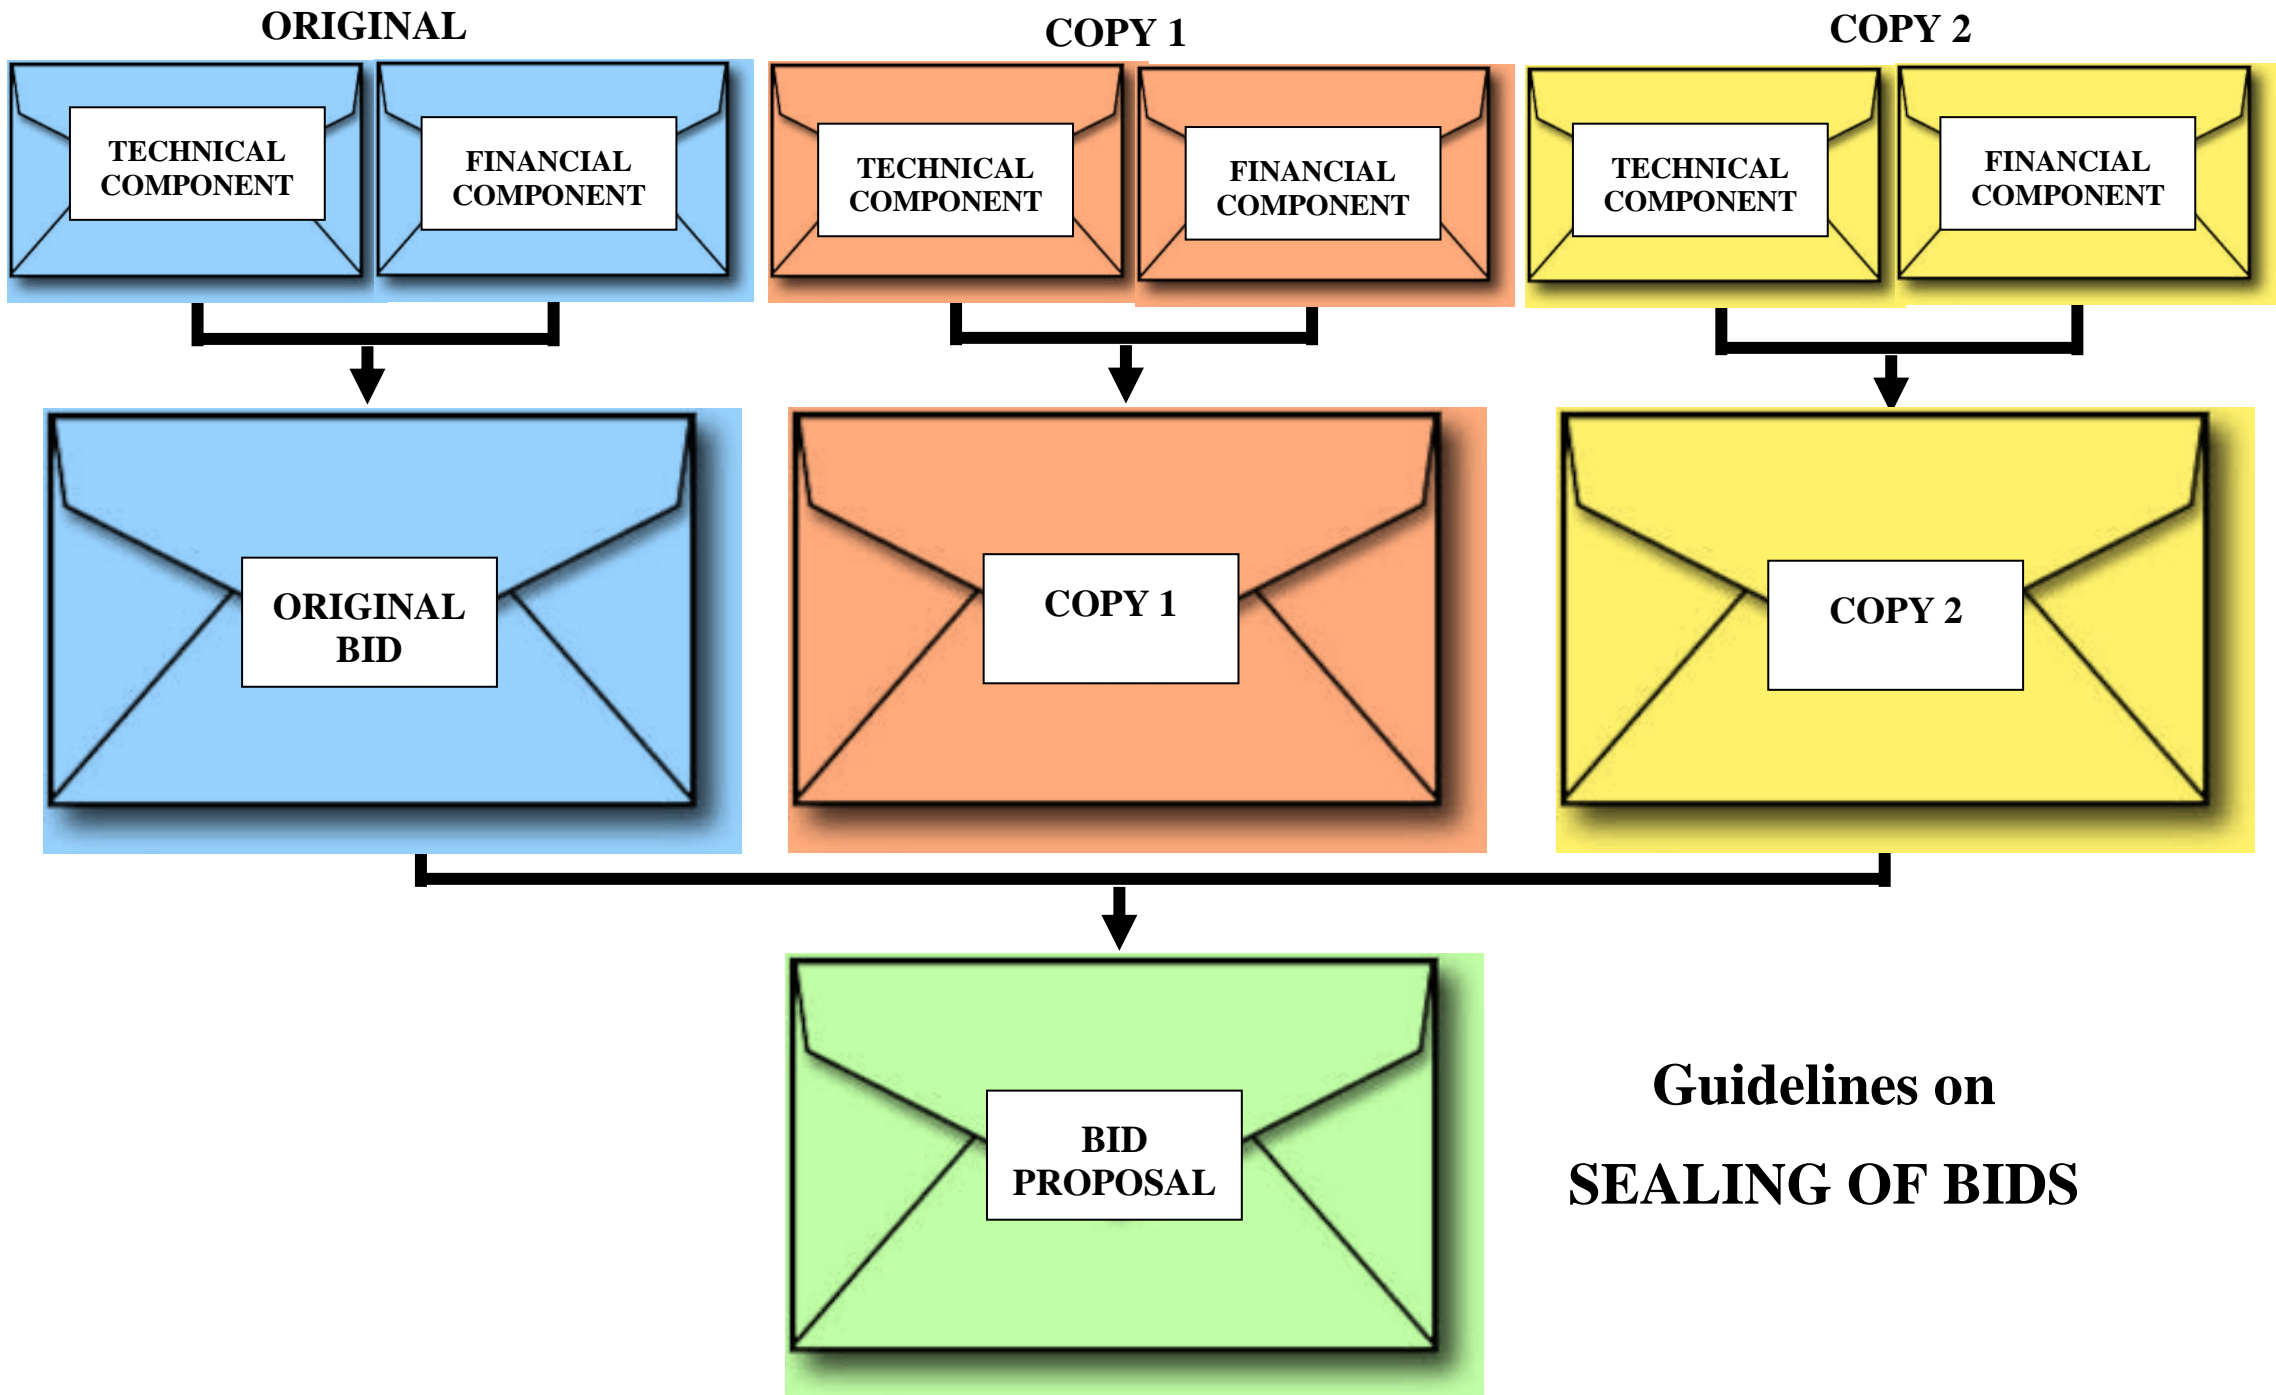 ORIGINAL
COPY 1
COPY 2
TECHNICAL
COMPONENT
FINANCIAL
COMPONENT
TECHNICAL
COMPONENT
FINANCIAL
COMPONENT
TECHNICAL
COMPONENT
FINANCIAL
COMPONENT
ORIGINAL
BID
COPY 1
COPY 2
BID
PROPOSAL
Guidelines on
SEALING OF BIDS